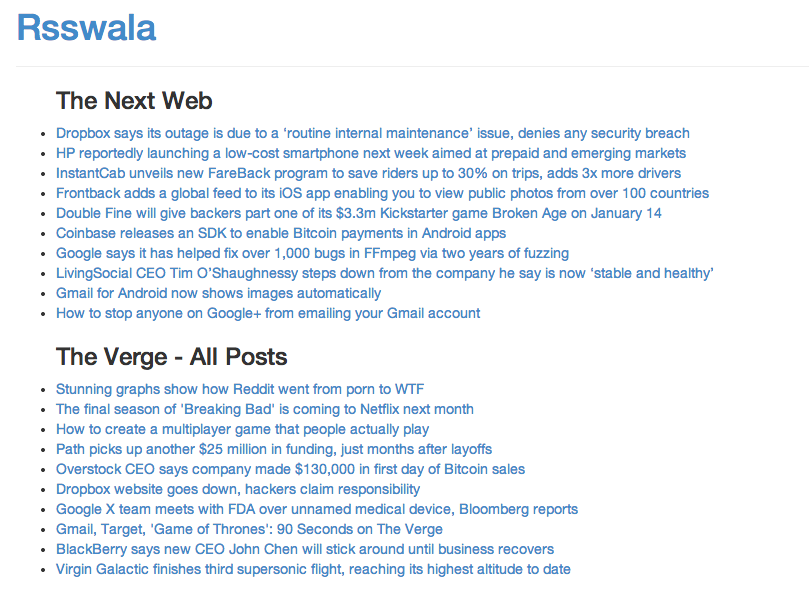 Rsswala
The Next Web
Dropbox says its outage is due to a ‘routine internal maintenance’ issue, denies any security breach
HP reportedly launching a low-cost smartphone next week aimed at prepaid and emerging markets
InstantCab unveils new FareBack program to save riders up to 30% on trips, adds 3x more drivers
Frontback adds a global feed to its iOS app enabling you to view public photos from over 100 countries
Double Fine will give backers part one of its $3.3m Kickstarter game Broken Age on January 14
Coinbase releases an SDK to enable Bitcoin payments in Android apps
Google says it has helped fix over 1,000 bugs in FFmpeg via two years of fuzzing
LivingSocial CEO Tim O’Shaughnessy steps down from the company he say is now ‘stable and healthy’
Gmail for Android now shows images automatically
How to stop anyone on Google+ from emailing your Gmail account
The Verge - All Posts
Stunning graphs show how Reddit went from porn to WTF
The final season of 'Breaking Bad' is coming to Netflix next month
How to create a multiplayer game that people actually play
Path picks up another $25 million in funding, just months after layoffs
Overstock CEO says company made $130,000 in first day of Bitcoin sales
Dropbox website goes down, hackers claim responsibility
Google X team meets with FDA over unnamed medical device, Bloomberg reports
Gmail, Target, 'Game of Thrones': 90 Seconds on The Verge
BlackBerry says new CEO John Chen will stick around until business recovers
Virgin Galactic finishes third supersonic flight, reaching its highest altitude to date